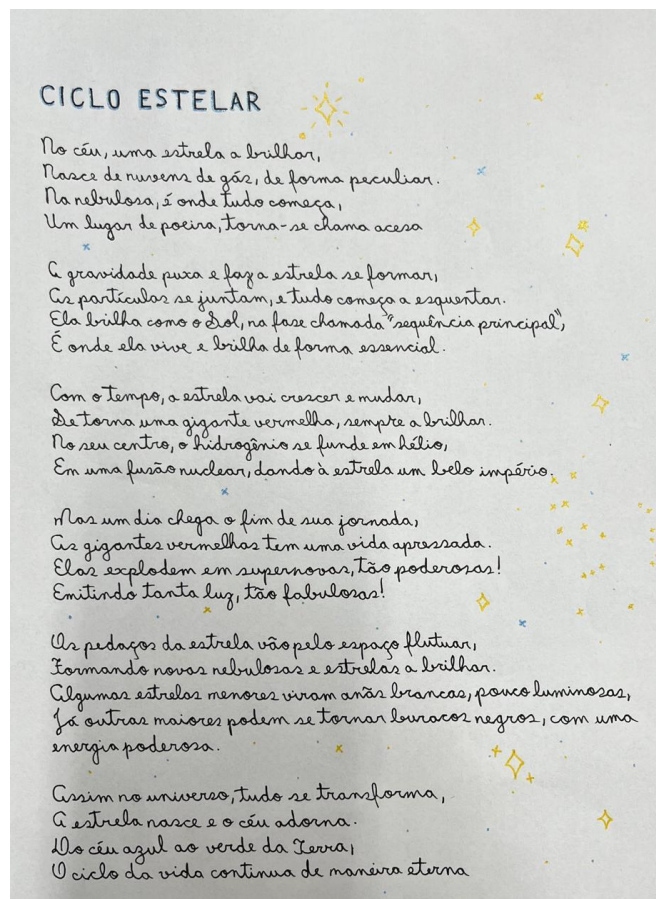 CICLO ESTELAR
No céu, uma estrela a brilhar,
Nasce de nuvens de gás, de forma peculiar.
Na nebulosa, é onde tudo começa,
Um lugar de poeira, torna-se chama acesa
A gravidade puxa e faz a estrela se formar,
As partículas se juntam, e tudo começa a esquentar.
Ela brilha como o Sol, na fase chamada "sequência principal",
É onde ela vive e brilha de forma essencial.
Com o tempo, a estrela vai crescer e mudar,
Se torna uma gigante vermelha, sempre a brilhar.
No seu centro, o hidrogênio se funde em hélio,
Em uma fusão nuclear, dando à estrela um belo império.
Mas um dia chega o fim de sua jornada,
As gigantes vermelhas tem uma vida apressada.
Elas explodem em supernovas, tão poderosas!
Emitindo tanta luz, tão fabulosas!
Os pedaços da estrela vão pelo espaço flutuar,
Formando novas nebulosas e estrelas a brilhar.
Algumas estrelas menores viram anãs brancas, pouco luminosas,
Já outras maiores podem se tornar buracos negros, com uma
energia poderosa.
Assim no universo, tudo se transforma,
A estrela nasce e o céu adorna.
Do céu azul ao verde da Terra,
O ciclo da vida continua de maneira eterna